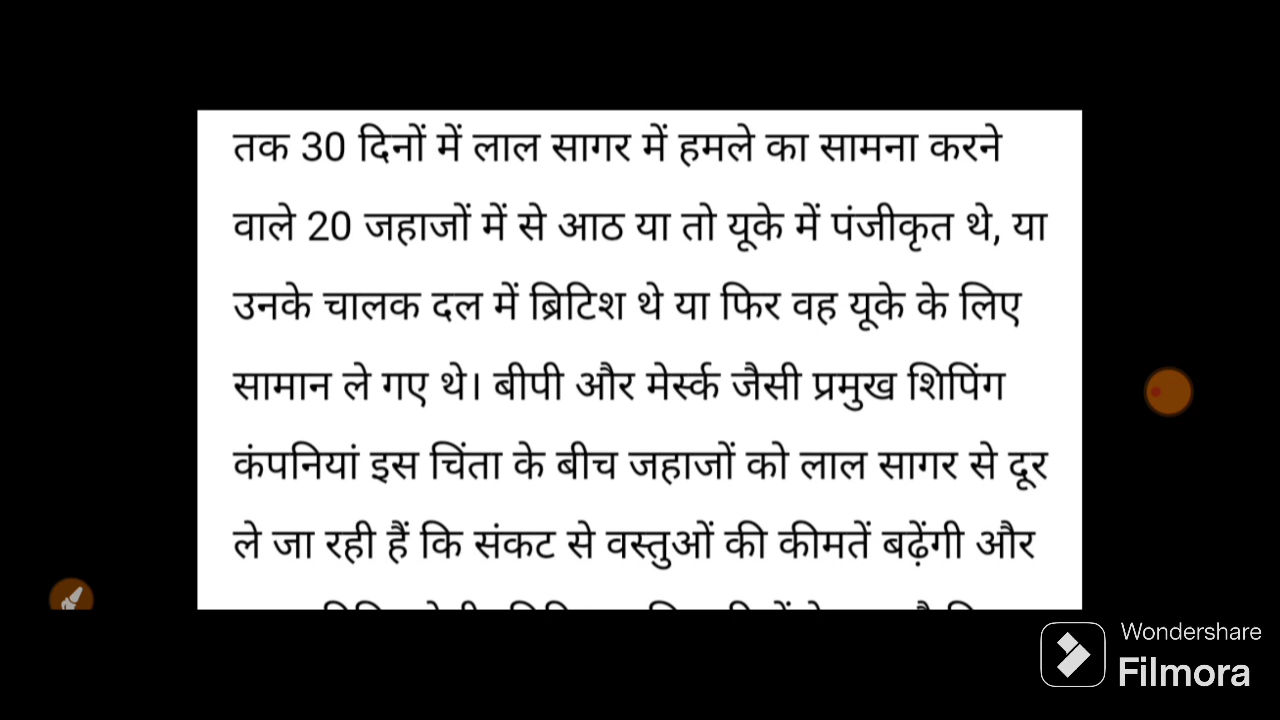 तक 30 दिनों में लाल सागर में हमले का सामना करने
वाले 20 जहाजों में से आठ या तो यूके में पंजीकृत थे, या
उनके चालक दल में ब्रिटिश थे या फिर वह यूके के लिए
सामान ले गए थे। बीपी और मेर्स्क जैसी प्रमुख शिपिंग
कंपनियां इस चिंता के बीच जहाजों को लाल सागर से दूर
ले जा रही हैं कि संकट से वस्तुओं की कीमतें बढ़ेंगी और
Wondershare
Filmora